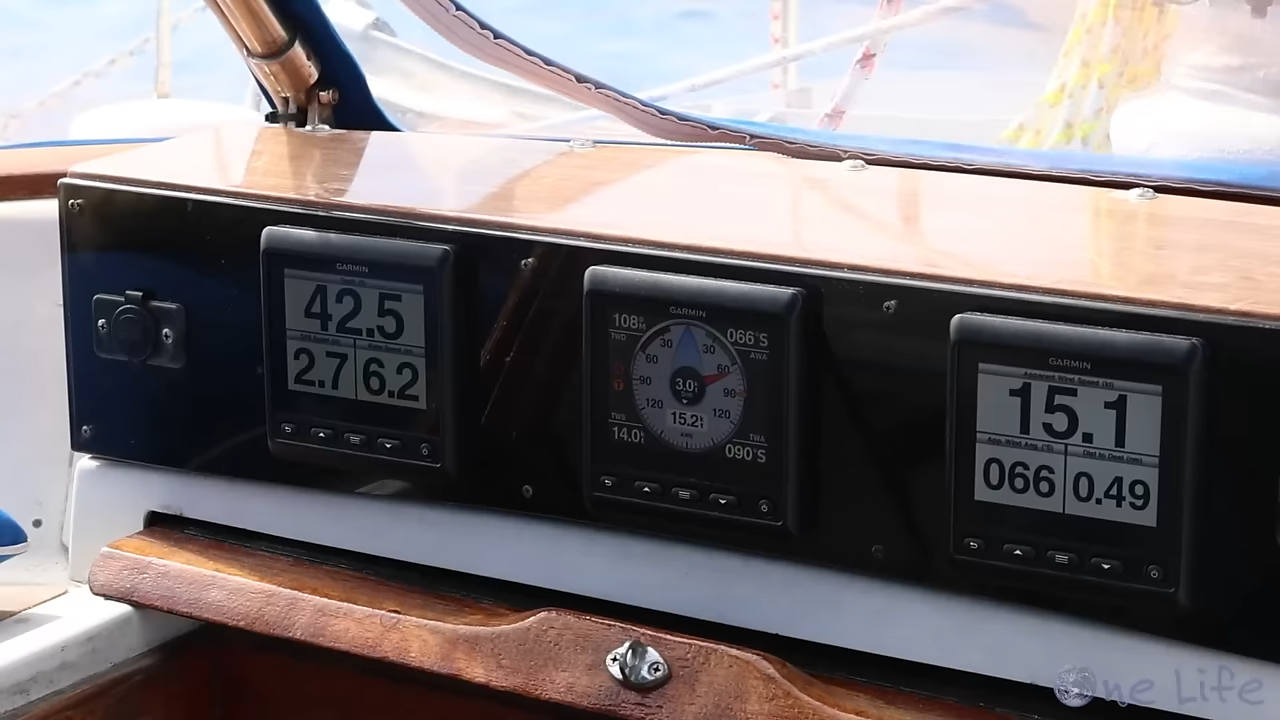 GARMIN
42.5
2.7 6.2
GARMIN
108°M
TWD
066°S
AWA
30 30
60 60
90 90
120 120
3.0
15.2
TWS
14.0
TWA
090°S
GARMIN
Apparent Wind Speed (kt)
15.1
App. Wind Ang. (°S)
066
Dist to Dest (nm)
0.49
One Life